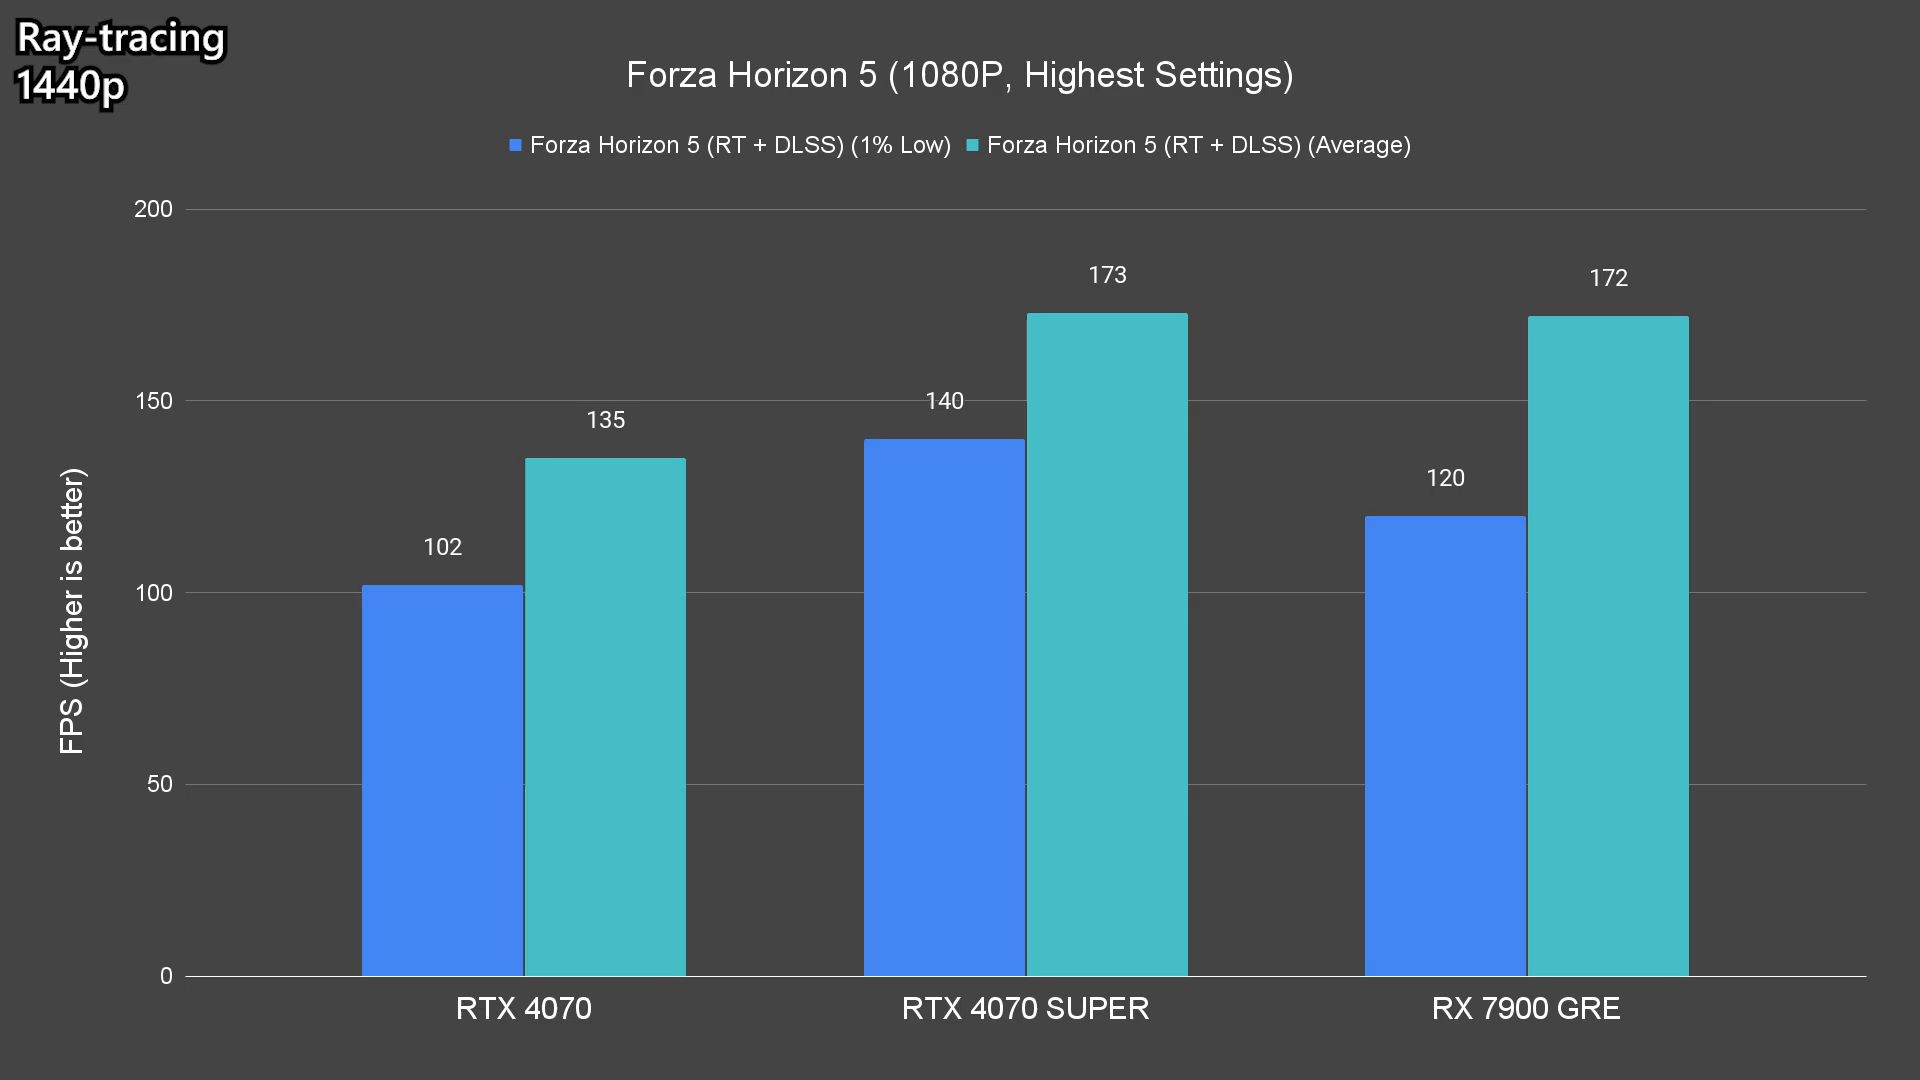 Ray-tracing
1440p
Forza Horizon 5 (1080P, Highest Settings)
Forza Horizon 5 (RT + DLSS) (1% Low) Forza Horizon 5 (RT + DLSS) (Average)
FPS (Higher is better)
200
150
100
50
0
102
135
140
173
120
172
RTX 4070
RTX 4070 SUPER
RX 7900 GRE